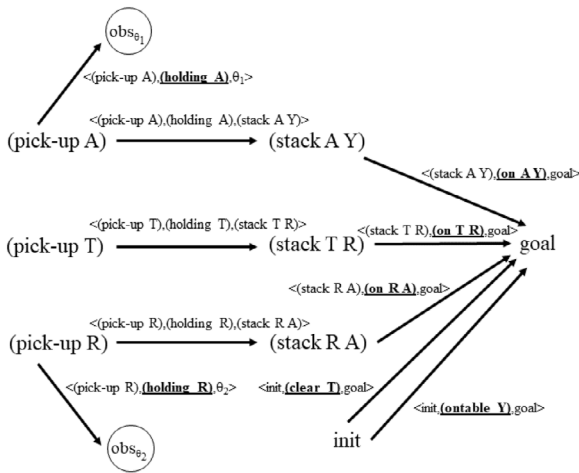 obsθ1
<(pick-up A),(holding A),θ1>
<(pick-up A),(holding A),(stack A Y)>
(pick-up A)
(stack A Y)
<(stack A Y),(on A Y),goal>
<(pick-up T),(holding T),(stack T R)>
<(stack T R),(on T R),goal>
(pick-up T)
(stack T R)
goal
<(stack R A),(on R A),goal>
<(pick-up R),(holding R),(stack R A)>
(pick-up R)
(stack R A)
<(pick-up R),(holding R),θ2>
<init,(clear T),goal>
<init,(ontable Y),goal>
init
obsθ2